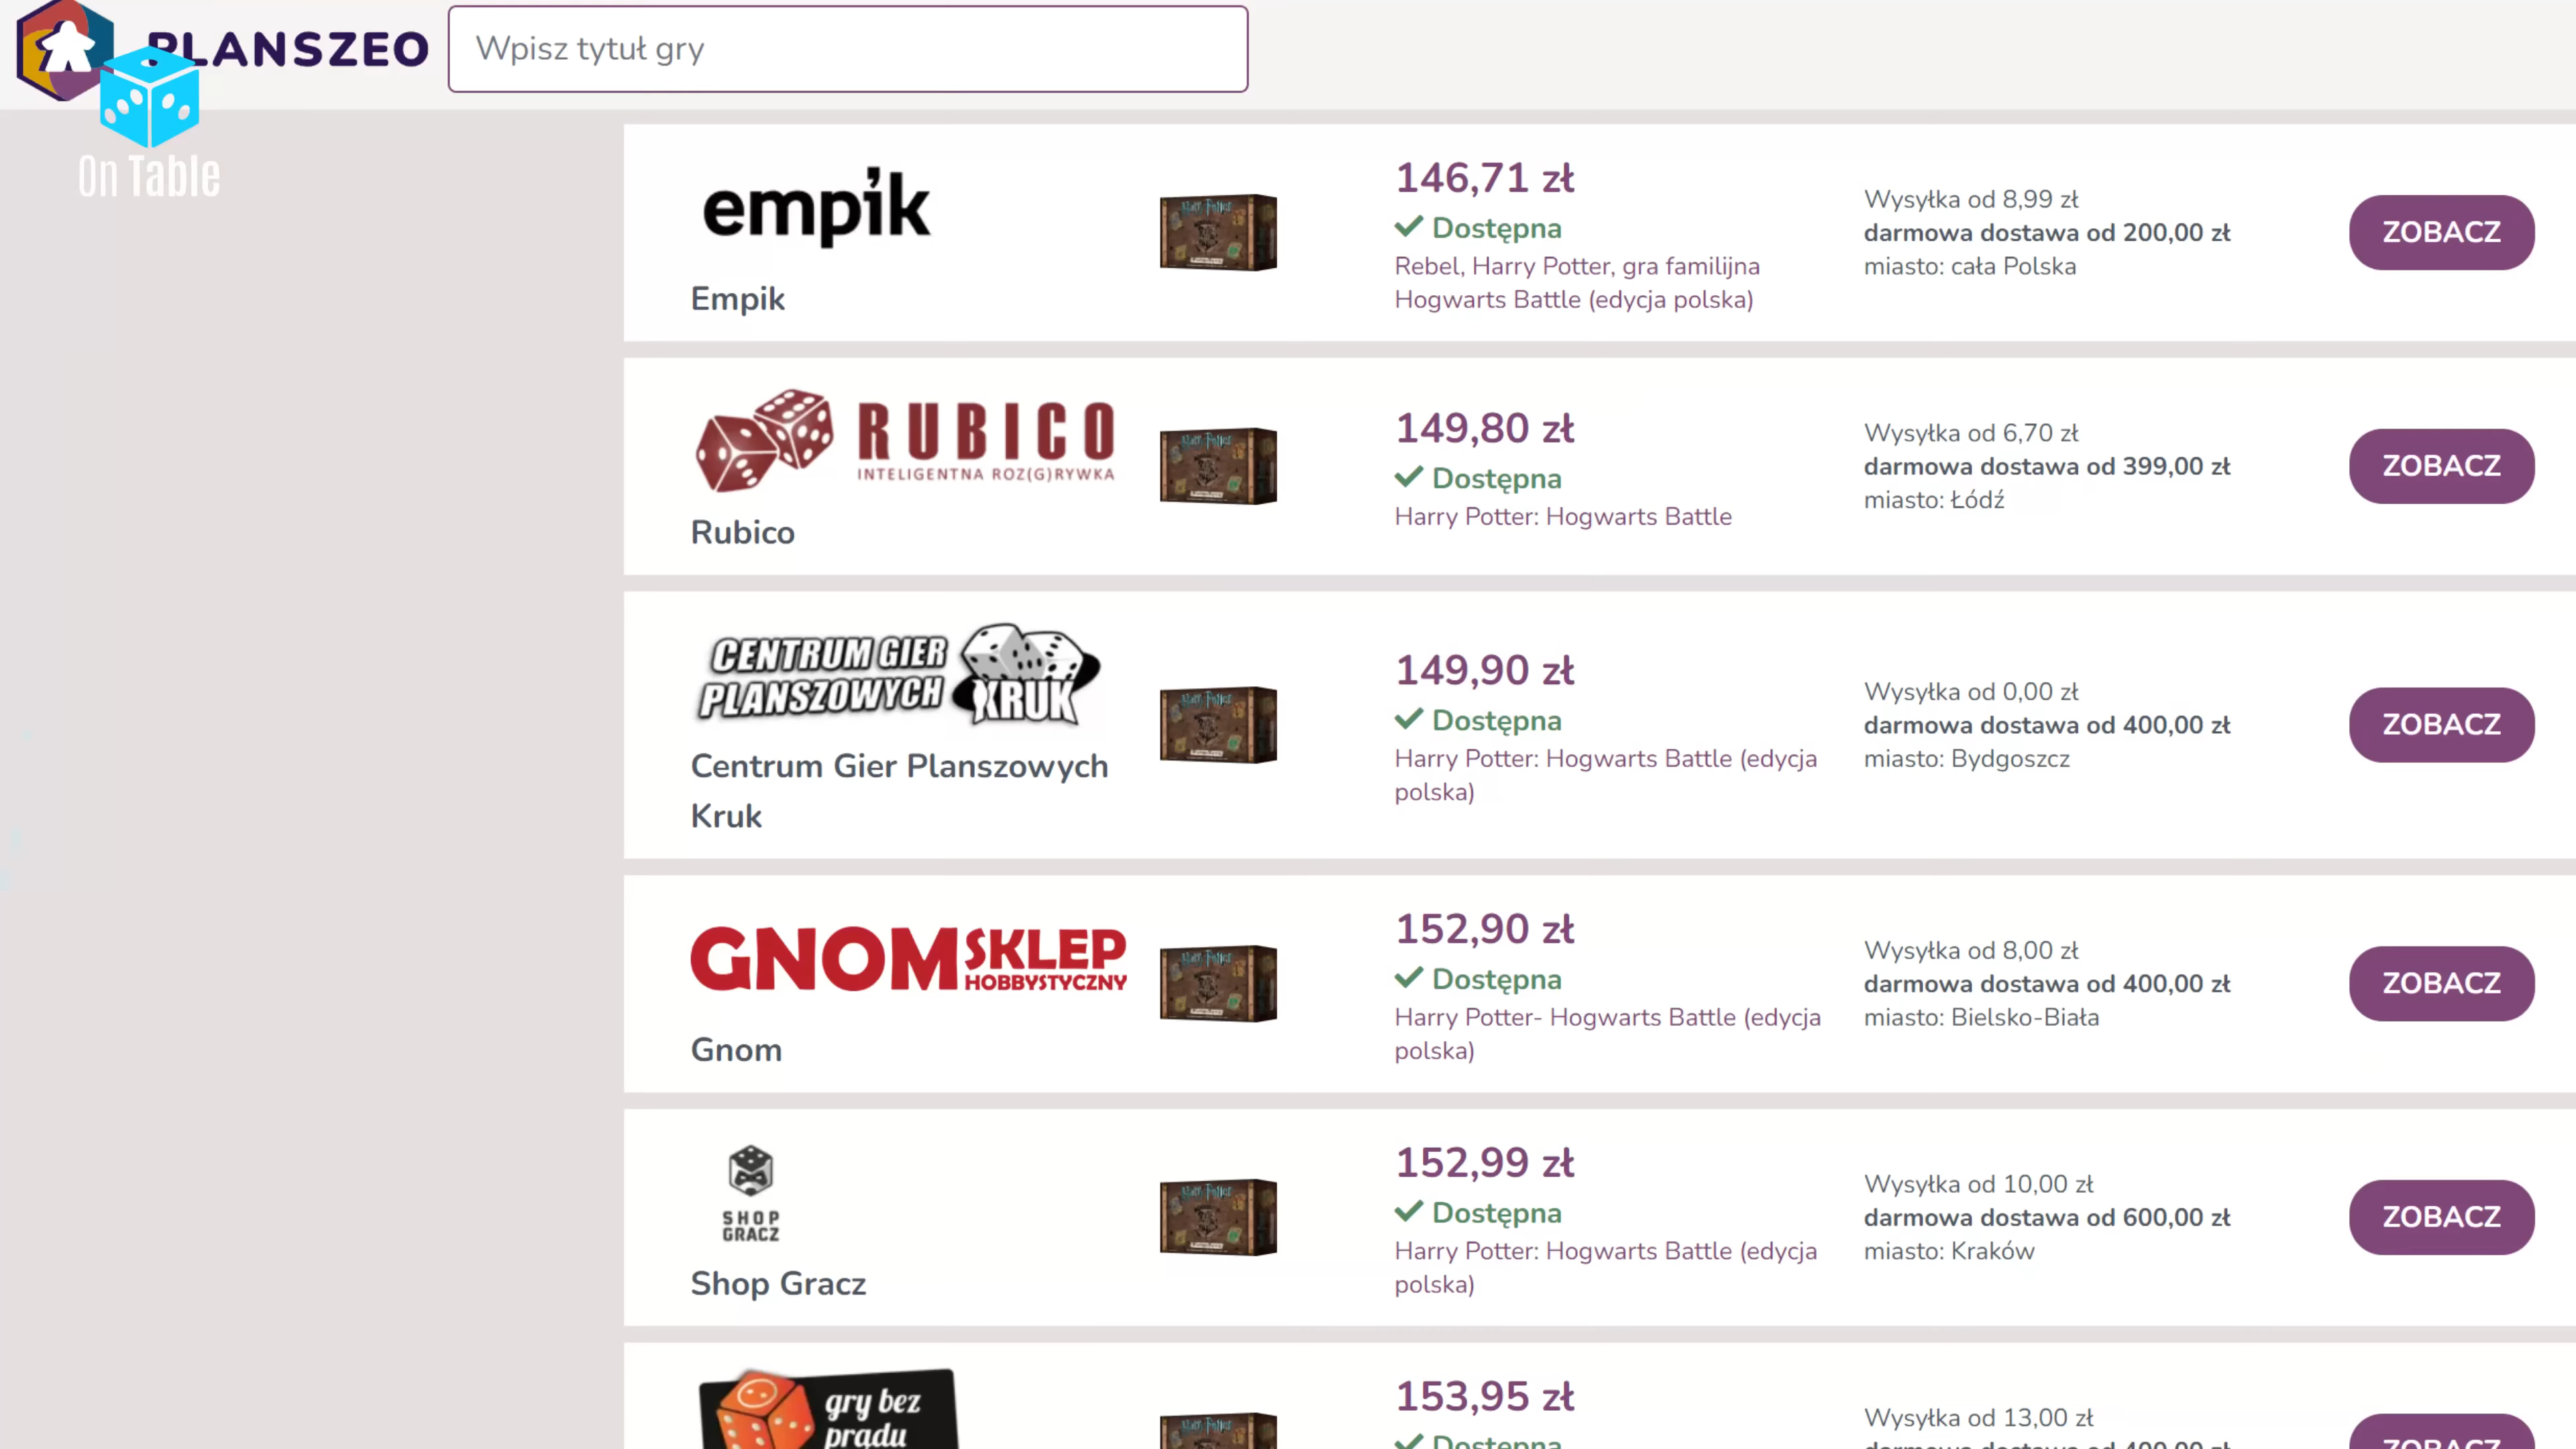 PLANSZEO
Wpisz tytuł gry
On Table
empik
Empik
146,71 zł
Dostępna
Rebel, Harry Potter, gra familijna
Hogwarts Battle (edycja polska)
Wysyłka od 8,99 zł
darmowa dostawa od 200,00 zł
miasto: cała Polska
ZOBACZ
RUBICO
INTELIGENTNA ROZ(G)RYWKA
Rubico
149,80 zł
Dostępna
Harry Potter: Hogwarts Battle
Wysyłka od 6,70 zł
darmowa dostawa od 399,00 zł
miasto: Łódź
ZOBACZ
CENTRUM GIER
PLANSZOWYCH
KRUK
Centrum Gier Planszowych
Kruk
149,90 zł
Dostępna
Harry Potter: Hogwarts Battle (edycja
polska)
Wysyłka od 0,00 zł
darmowa dostawa od 400,00 zł
miasto: Bydgoszcz
ZOBACZ
GNOM SKLEP
HOBBYSTYCZNY
Gnom
152,90 zł
Dostępna
Harry Potter- Hogwarts Battle (edycja
polska)
Wysyłka od 8,00 zł
darmowa dostawa od 400,00 zł
miasto: Bielsko-Biała
ZOBACZ
SHOP
GRACZ
Shop Gracz
152,99 zł
Dostępna
Harry Potter: Hogwarts Battle (edycja
polska)
Wysyłka od 10,00 zł
darmowa dostawa od 600,00 zł
miasto: Kraków
ZOBACZ
gry bez
prądu
153,95 zł
Dostępna
Wysyłka od 13,00 zł
darmowa dostawa od 400,00 zł
ZOBACZ